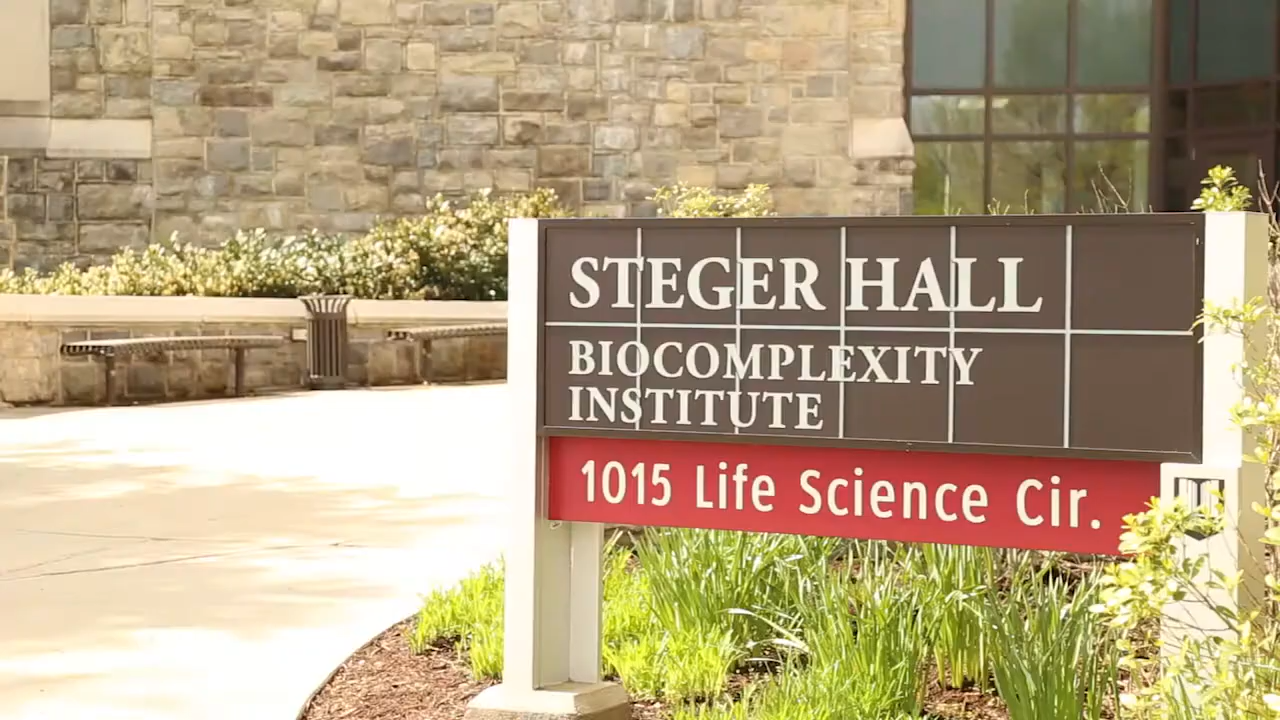 STEGER HALL
BIOCOMPLEXITY
INSTITUTE
1015 Life Science Cir.